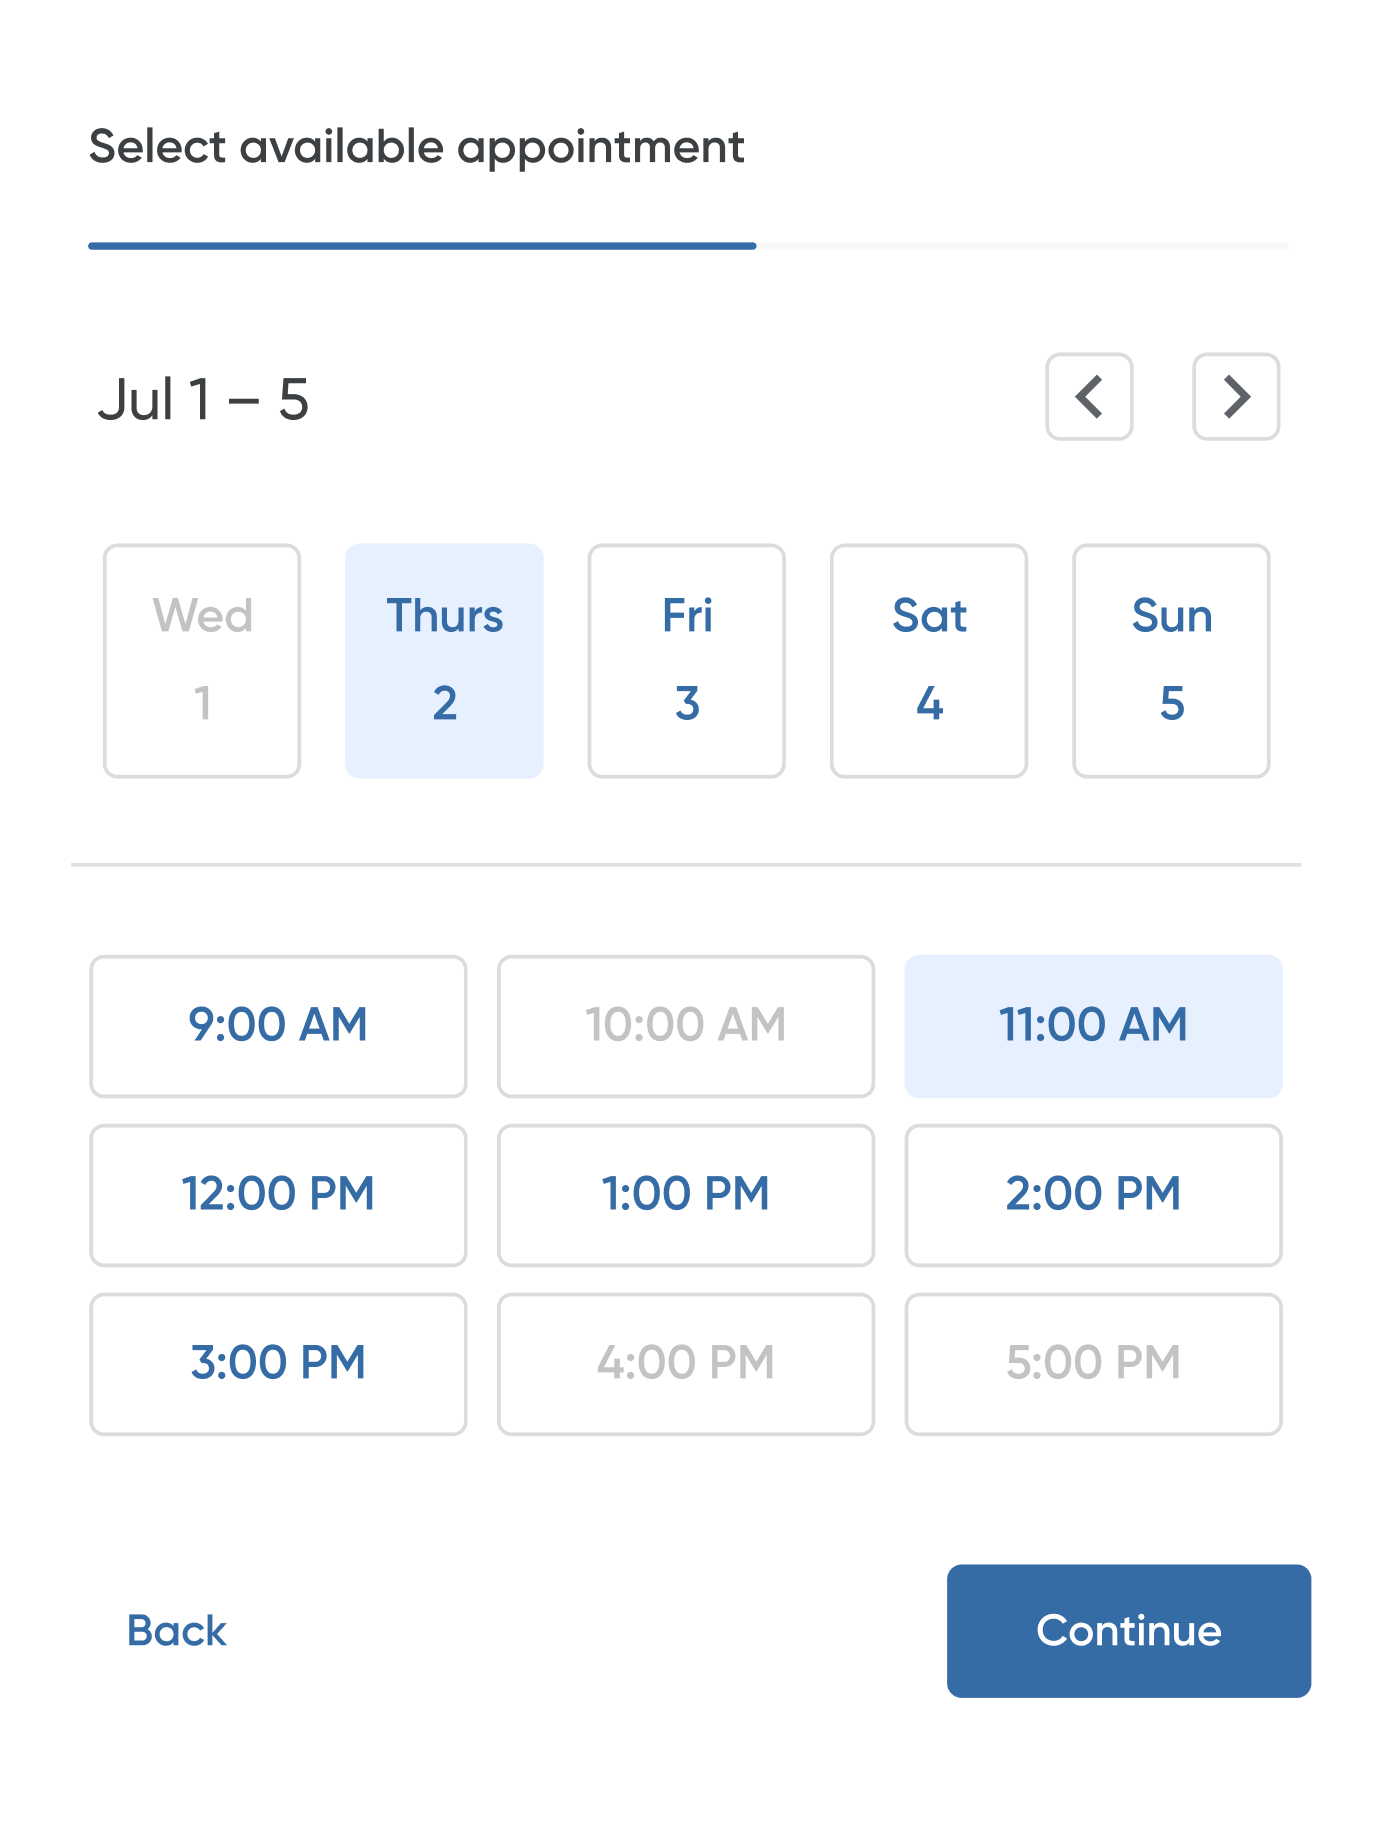 Select available appointment
Jul 1 – 5
Wed Thurs Fri Sat Sun
1 2 3 4 5
9:00 AM 10:00 AM 11:00 AM
12:00 PM 1:00 PM 2:00 PM
3:00 PM 4:00 PM 5:00 PM
Back Continue